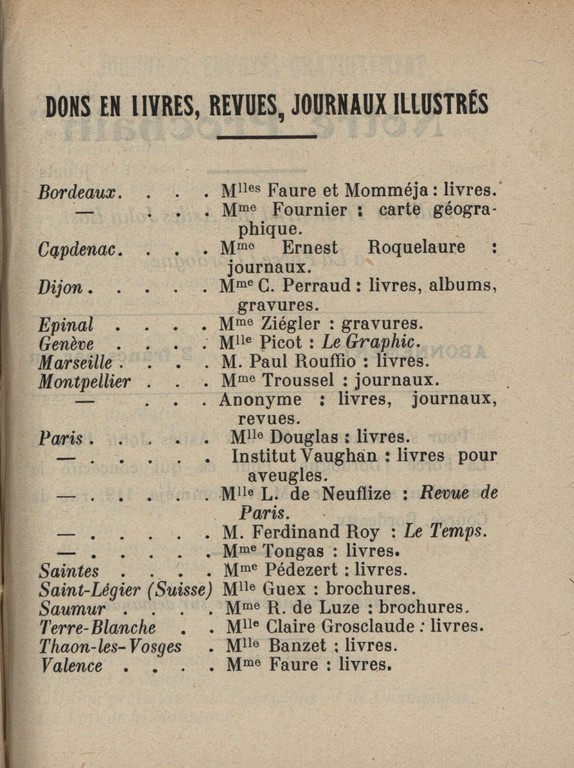 DONS EN LIVRES, REVUES, JOURNAUX ILLUSTRÉS
Bordeaux. . . . Mlles Faure et Momméja : livres.
— . . . Mme Fournier : carte géogra-
phique.
Capdenac. . . . Mme Ernest Roquelaure :
journaux.
Dijon . . . . . Mme C. Perraud : livres, albums,
gravures.
Epinal . . . . Mme Ziégler : gravures.
Genève . . . . Mlle Picot : Le Graphic.
Marseille . . . . M. Paul Rouffio : livres.
Montpellier . . . Mme Troussel : journaux.
— . . . Anonyme : livres, journaux,
revues.
Paris . . . . . Mlle Douglas : livres.
— . . . . . Institut Vaughan : livres pour
aveugles.
— . . . . . Mlle L. de Neuflize : Revue de
Paris.
— . . . . . M. Ferdinand Roy : Le Temps.
— . . . . . Mme Tongas : livres.
Saintes . . . . Mme Pédezert : livres.
Saint-Légier (Suisse) Mlle Guex : brochures.
Saumur . . . . Mme R. de Luze : brochures.
Terre-Blanche . . Mlle Claire Grosclaude : livres.
Thaon-les-Vosges . Mlle Banzet : livres.
Valence . . . . Mme Faure : livres.